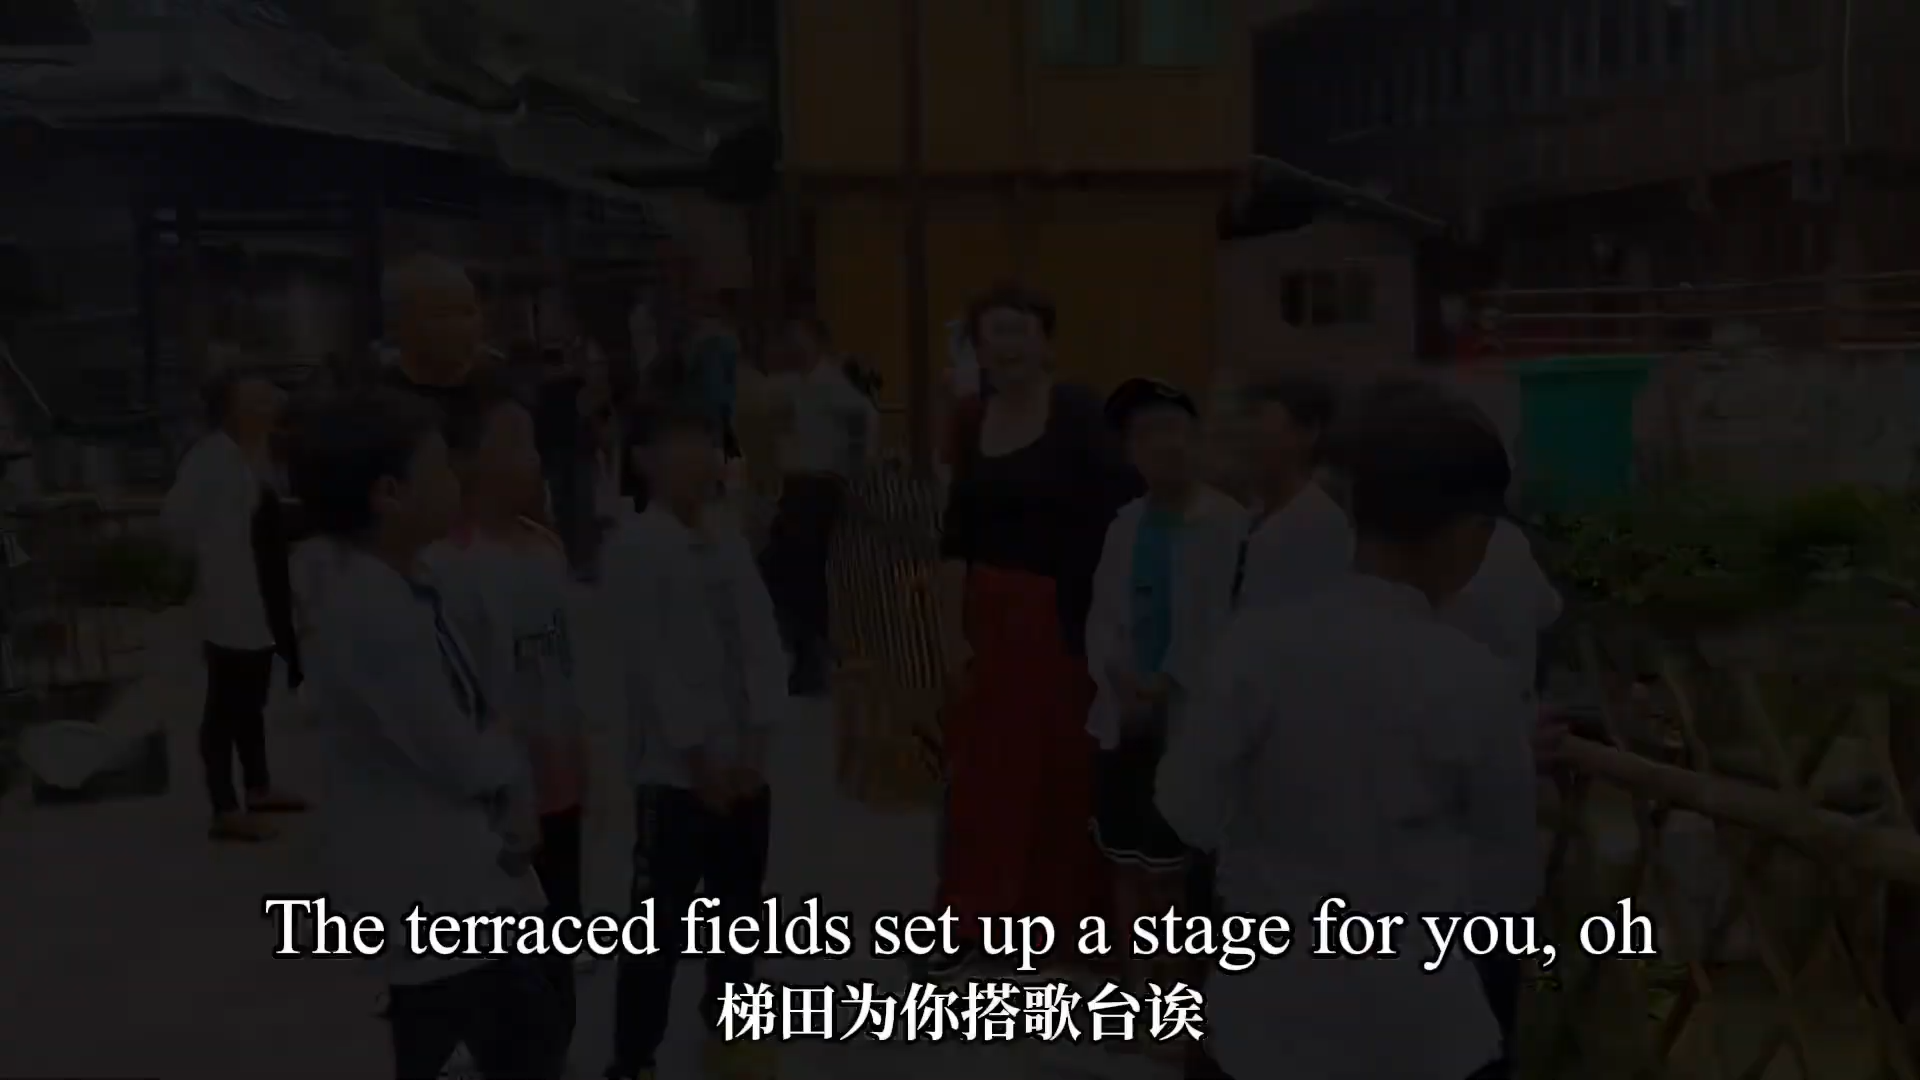 The terraced fields set up a stage for you, oh
梯田为你搭歌台诶